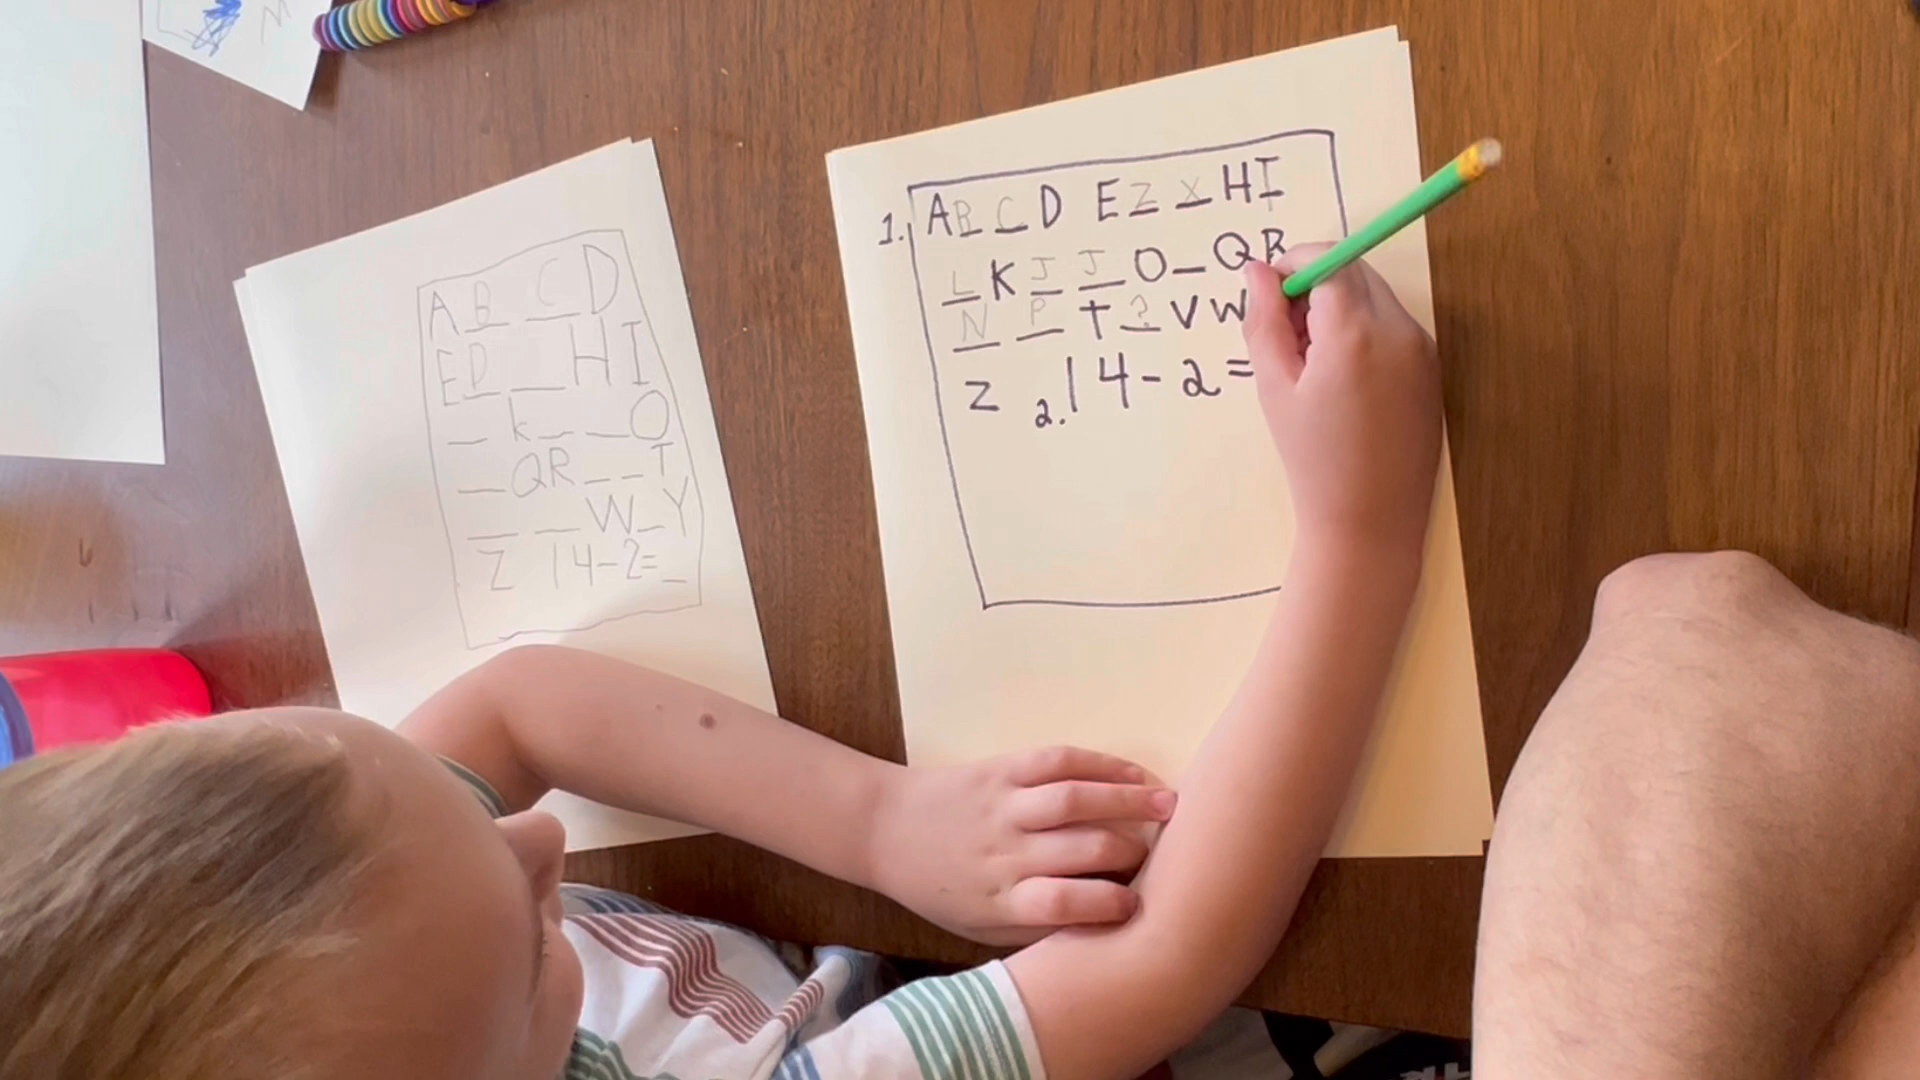 A B _ C D
E D _ H I
_ K _ _ O
_ Q R _ _ T
_ _ W _ Y
Z 14-2=_
1. A B C D E Z X H I
L K J J O _ Q R
N P T ? V W
Z 2. 14-2=